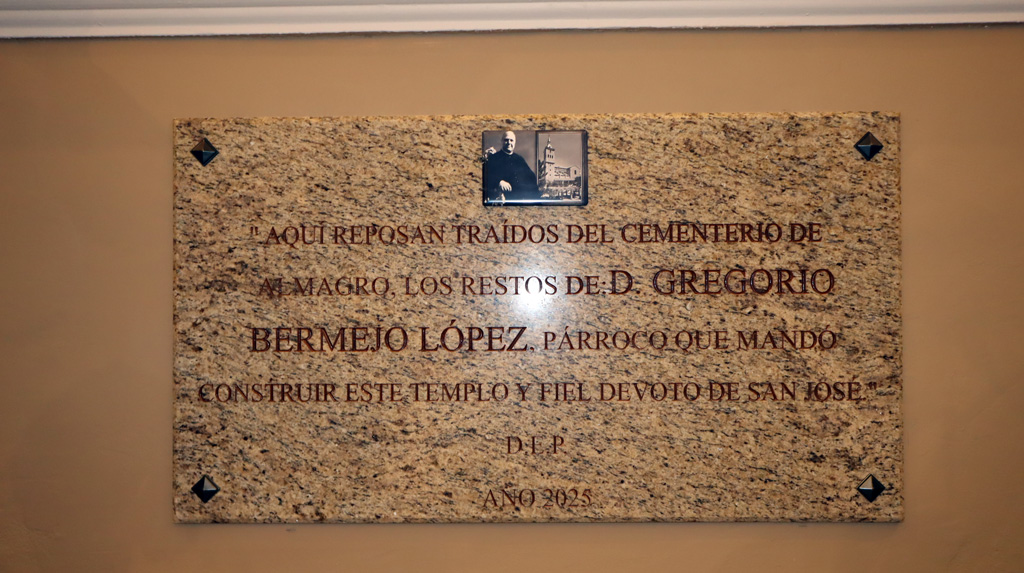 " AQUÍ REPOSAN TRAÍDOS DEL CEMENTERIO DE
ALMAGRO, LOS RESTOS DE D. GREGORIO
BERMEJO LÓPEZ, PÁRROCO QUE MANDÓ
CONSTRUIR ESTE TEMPLO Y FIEL DEVOTO DE SAN JOSÉ."
D.E.P
AÑO 2025